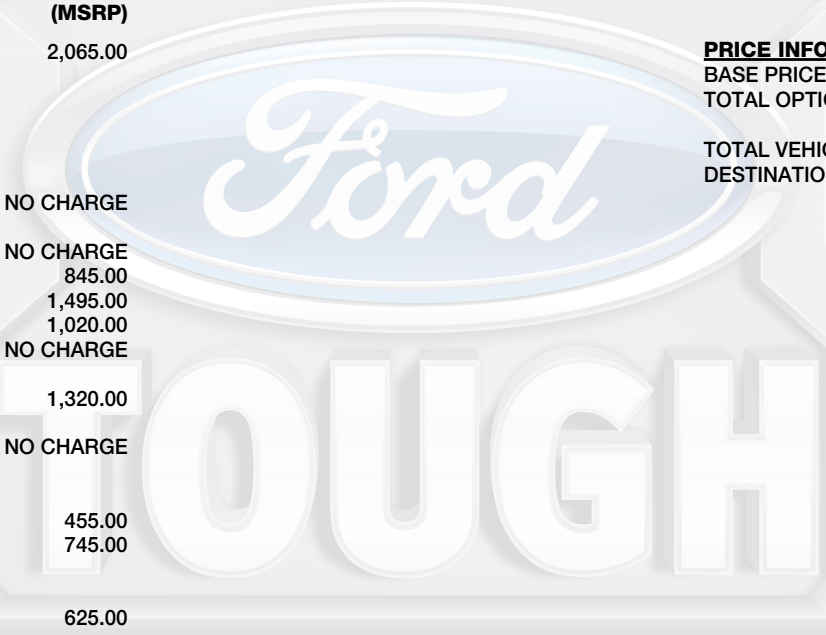 (MSRP)
2,065.00
NO CHARGE
NO CHARGE
845.00
1,495.00
1,020.00
NO CHARGE
1,320.00
NO CHARGE
455.00
745.00
625.00
PRICE INFO
BASE PRICE
TOTAL OPTIO
TOTAL VEHIC
DESTINATIO
Ford
TOUGH